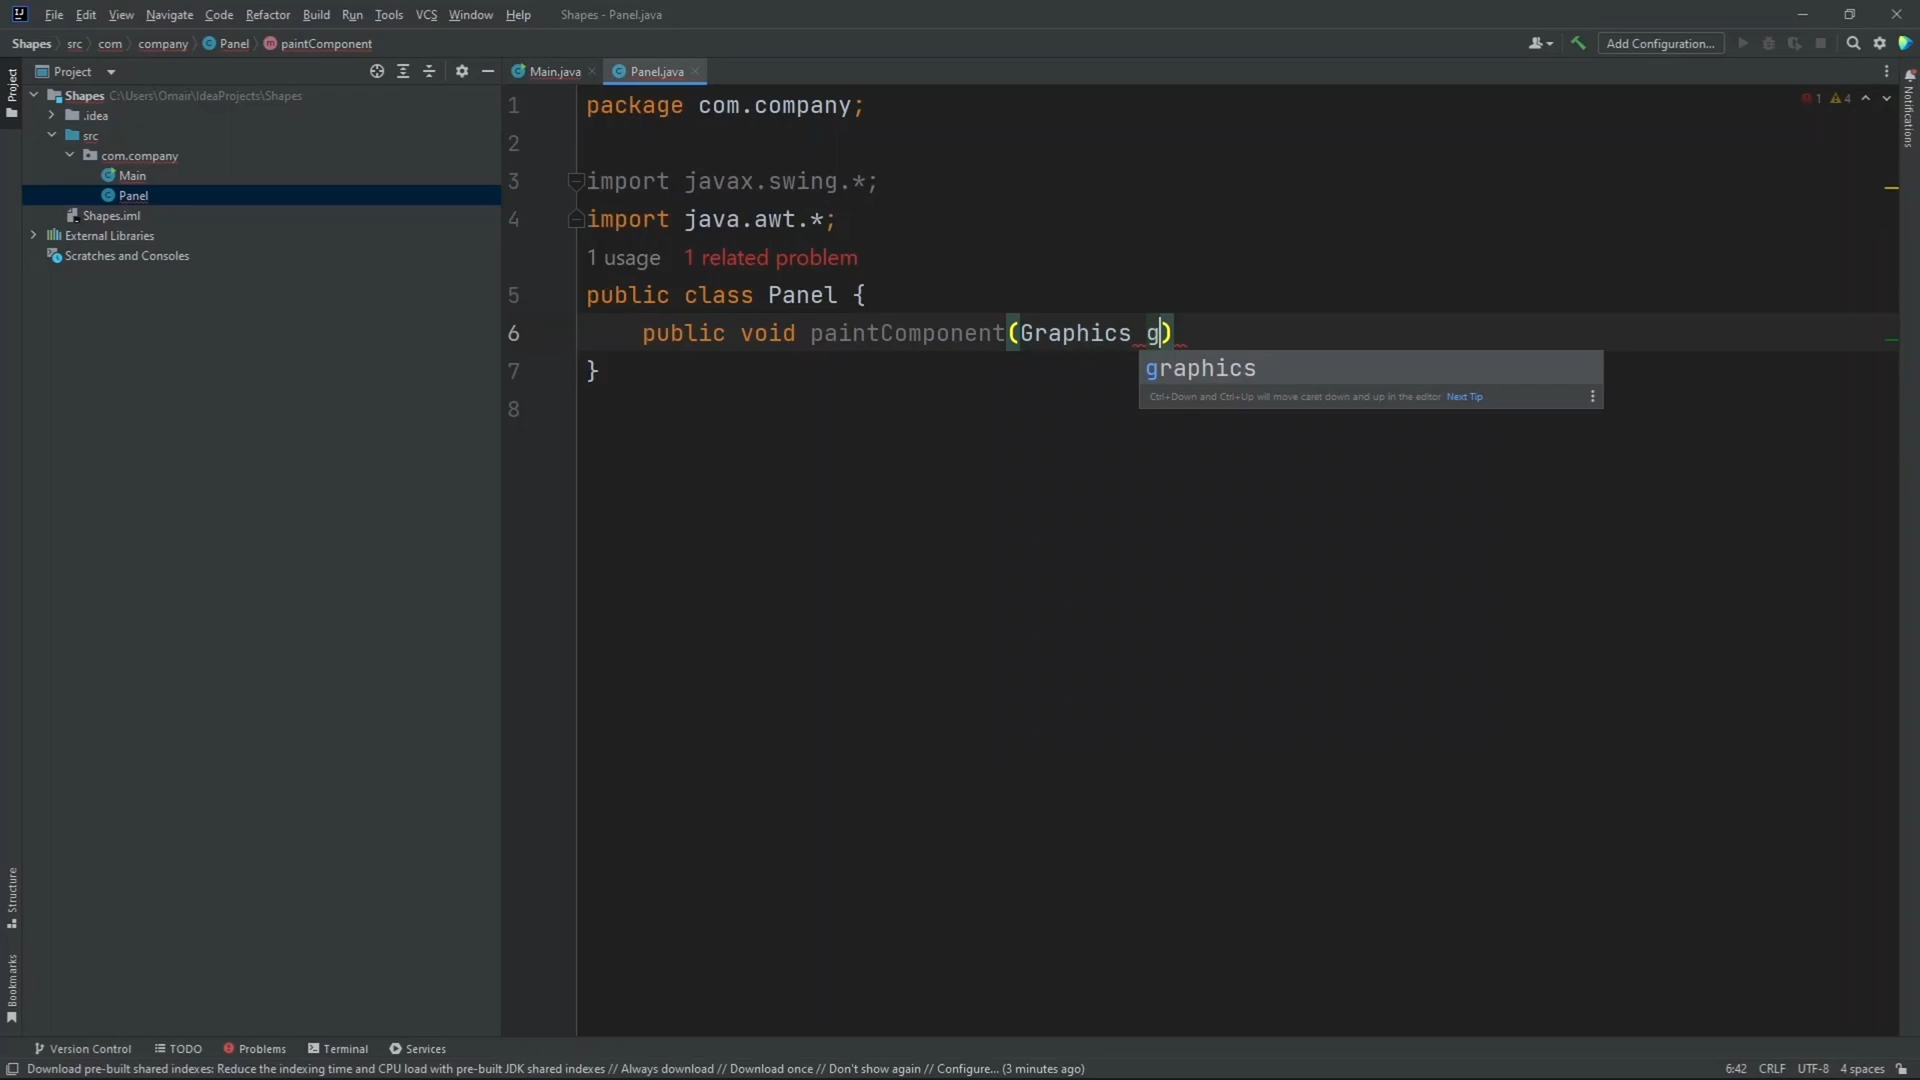 File Edit View Navigate Code Refactor Build Run Tools VCS Window Help Shapes - Panel.java
Shapes src com company Panel paintComponent Add Configuration...
Project Main.java Panel.java
Project
Shapes C:\Users\Omair\IdeaProjects\Shapes
.idea
src
com.company
Main
Panel
Shapes.iml
External Libraries
Scratches and Consoles
1 package com.company;
2
3 import javax.swing.*;
4 import java.awt.*;
1 usage 1 related problem
5 public class Panel {
6 public void paintComponent(Graphics g)
7 }
8
graphics
Ctrl+Down and Ctrl+Up will move caret down and up in the editor Next Tip
1 4
Notifications
Structure
Bookmarks
Version Control TODO Problems Terminal Services
Download pre-built shared indexes: Reduce the indexing time and CPU load with pre-built JDK shared indexes // Always download // Download once // Don't show again // Configure... (3 minutes ago) 6:42 CRLF UTF-8 4 spaces